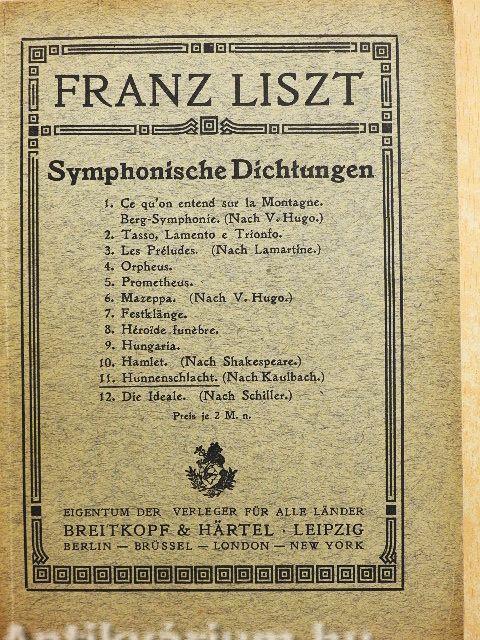 FRANZ LISZT
Symphonische Dichtungen
1. Ce qu'on entend sur la Montagne.
Berg-Symphonie. (Nach V. Hugo.)
2. Tasso, Lamento e Trionfo.
3. Les Préludes. (Nach Lamartine.)
4. Orpheus.
5. Prometheus.
6. Mazeppa. (Nach V. Hugo.)
7. Festklänge.
8. Héroïde funèbre.
9. Hungaria.
10. Hamlet. (Nach Shakespeare.)
11. Hunnenschlacht. (Nach Kaulbach.)
12. Die Ideale. (Nach Schiller.)
Preis je 2 M. n.
EIGENTUM DER VERLEGER FÜR ALLE LÄNDER
BREITKOPF & HÄRTEL · LEIPZIG
BERLIN — BRÜSSEL — LONDON — NEW YORK
Antikvárium.hu